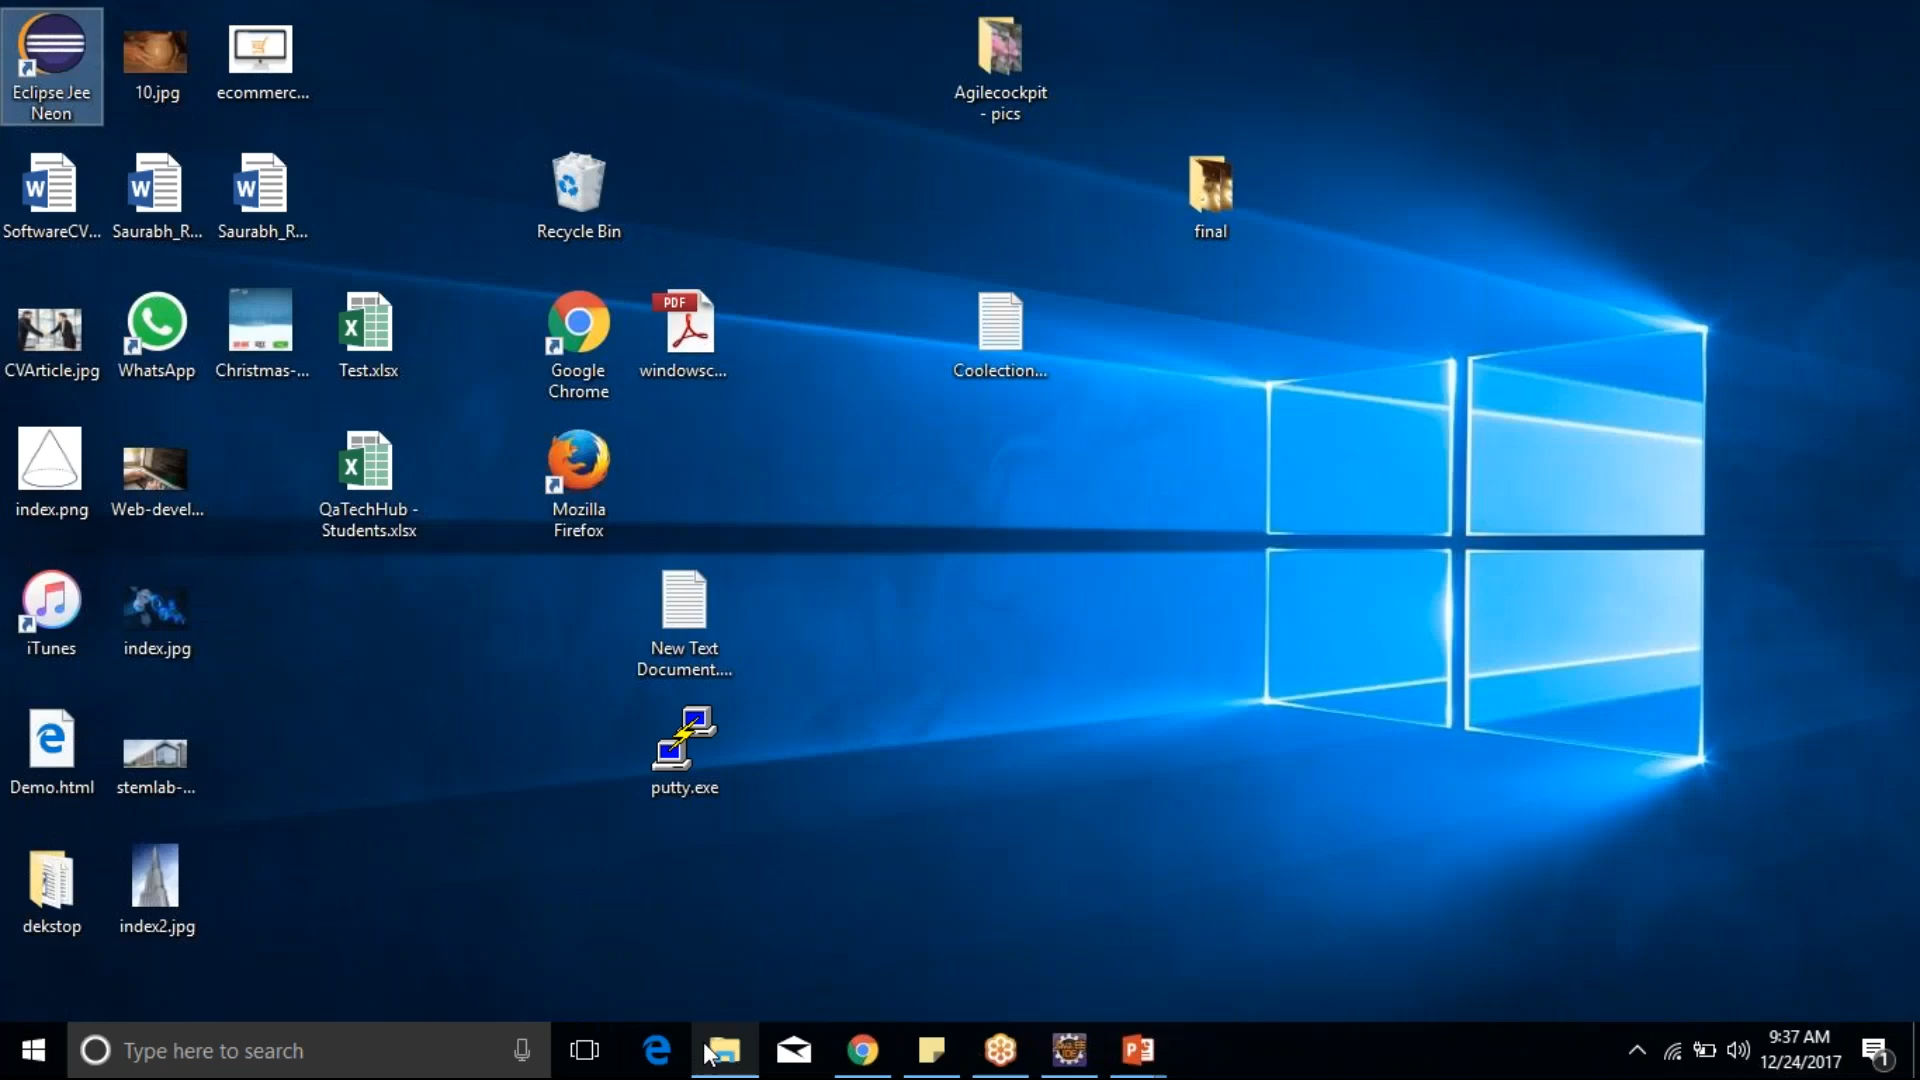 Eclipse Jee
Neon
10.jpg
ecommerc...
Agilecockpit
- pics
SoftwareCV...
Saurabh_R...
Saurabh_R...
Recycle Bin
final
CVArticle.jpg
WhatsApp
Christmas-...
Test.xlsx
Google
Chrome
PDF
windowsc...
Coolection...
index.png
Web-devel...
QaTechHub -
Students.xlsx
Mozilla
Firefox
iTunes
index.jpg
New Text
Document....
Demo.html
stemlab-...
putty.exe
dekstop
index2.jpg
Type here to search
9:37 AM
12/24/2017
1